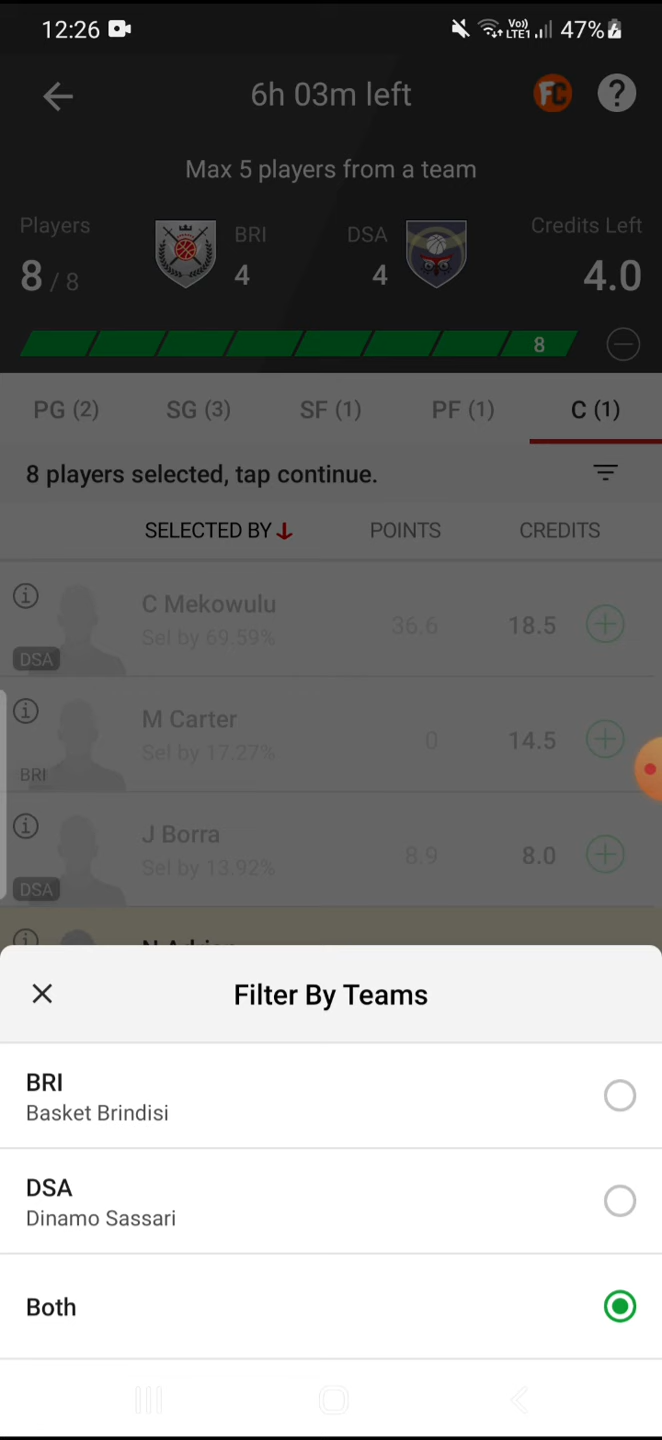 12:26
Vo)) LTE1 47%
6h 03m left
FC ?
Max 5 players from a team
Players BRI DSA Credits Left
8 / 8 4 4 4.0
8
PG (2) SG (3) SF (1) PF (1) C (1)
8 players selected, tap continue.
SELECTED BY POINTS CREDITS
C Mekowulu
Sel by 69.59% 36.6 18.5
DSA
M Carter
Sel by 17.27% 0 14.5
BRI
J Borra
Sel by 13.92% 8.9 8.0
DSA
Filter By Teams
BRI
Basket Brindisi
DSA
Dinamo Sassari
Both